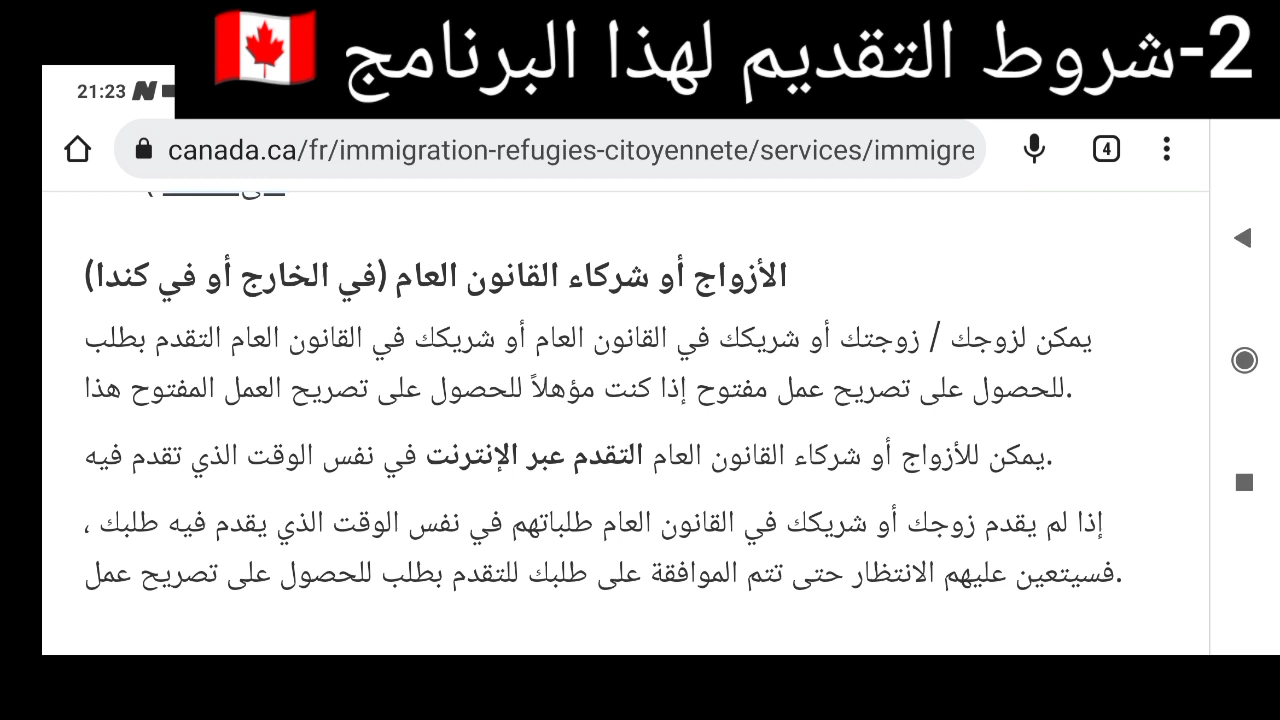 2-شروط التقديم لهذا البرنامج
21:23
canada.ca/fr/immigration-refugies-citoyennete/services/immigre
4
الأزواج أو شركاء القانون العام (في الخارج أو في كندا)
يمكن لزوجك / زوجتك أو شريكك في القانون العام أو شريكك في القانون العام التقدم بطلب
للحصول على تصريح عمل مفتوح إذا كنت مؤهلاً للحصول على تصريح العمل المفتوح هذا.
يمكن للأزواج أو شركاء القانون العام التقدم عبر الإنترنت في نفس الوقت الذي تقدم فيه.
إذا لم يقدم زوجك أو شريكك في القانون العام طلباتهم في نفس الوقت الذي يقدم فيه طلبك ،
فسيتعين عليهم الانتظار حتى تتم الموافقة على طلبك للتقدم بطلب للحصول على تصريح عمل.